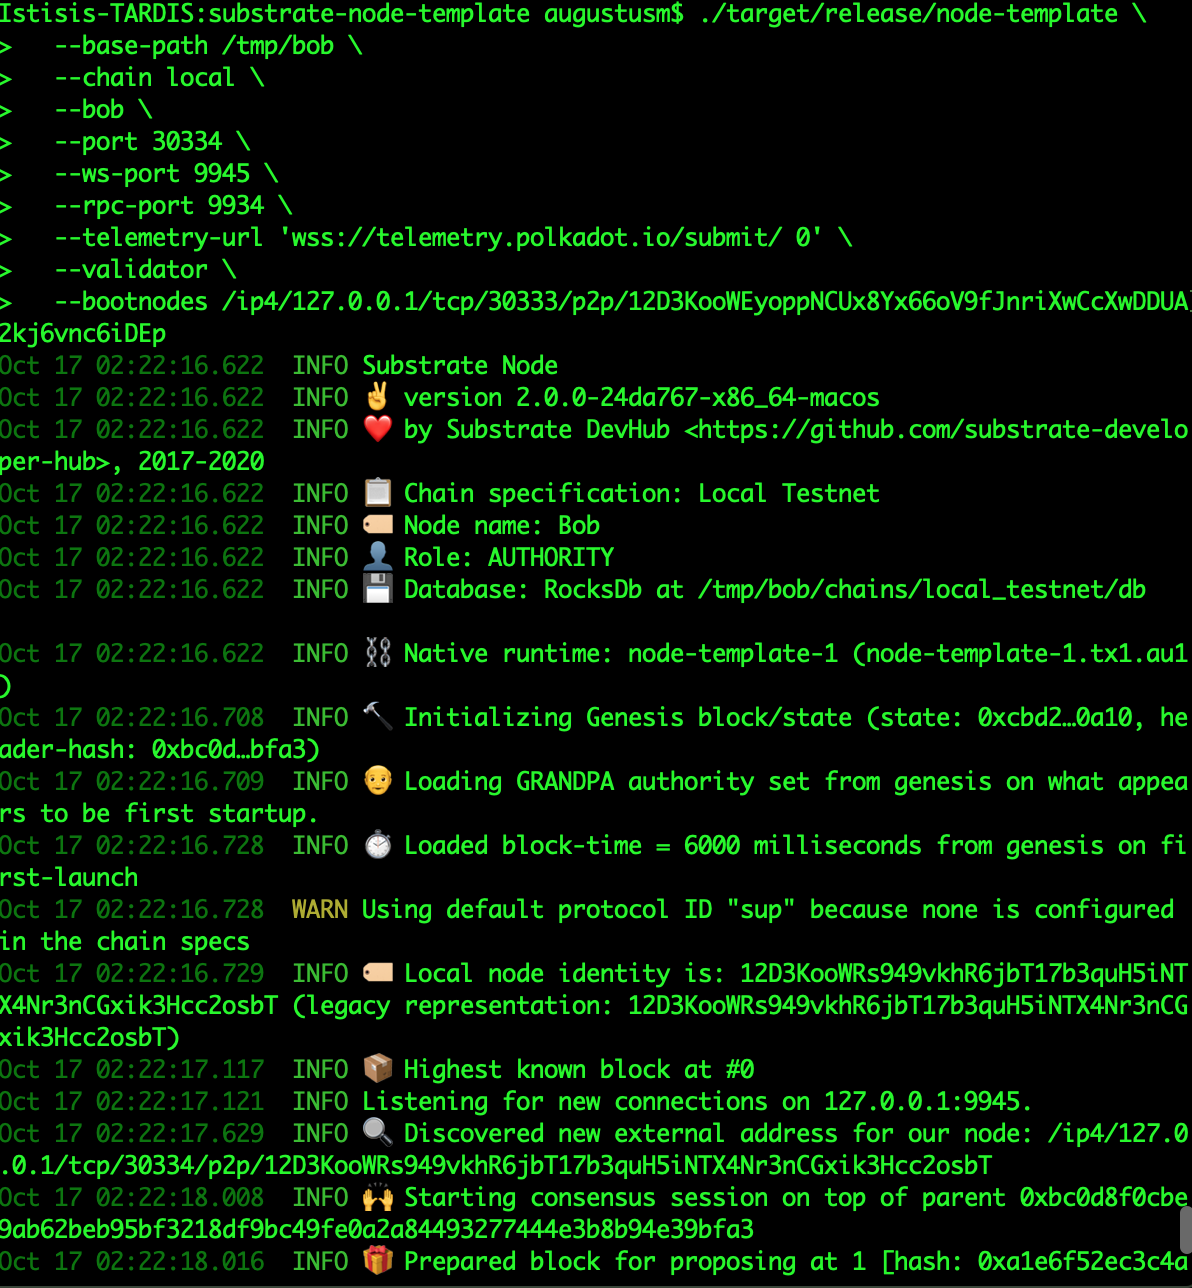 Istisis-TARDIS:substrate-node-template augustusm$ ./target/release/node-template \
>   --base-path /tmp/bob \
>   --chain local \
>   --bob \
>   --port 30334 \
>   --ws-port 9945 \
>   --rpc-port 9934 \
>   --telemetry-url 'wss://telemetry.polkadot.io/submit/ 0' \
>   --validator \
>   --bootnodes /ip4/127.0.0.1/tcp/30333/p2p/12D3KooWEyoppNCUx8Yx66oV9fJnriXwCcXwDDUA
2kj6vnc6iDEp
Oct 17 02:22:16.622  INFO Substrate Node
Oct 17 02:22:16.622  INFO ✌️ version 2.0.0-24da767-x86_64-macos
Oct 17 02:22:16.622  INFO ❤️ by Substrate DevHub <https://github.com/substrate-develo
per-hub>, 2017-2020
Oct 17 02:22:16.622  INFO 📋 Chain specification: Local Testnet
Oct 17 02:22:16.622  INFO 🏷 Node name: Bob
Oct 17 02:22:16.622  INFO 👤 Role: AUTHORITY
Oct 17 02:22:16.622  INFO 💾 Database: RocksDb at /tmp/bob/chains/local_testnet/db
Oct 17 02:22:16.622  INFO ⛓ Native runtime: node-template-1 (node-template-1.tx1.au1
)
Oct 17 02:22:16.708  INFO 🔨 Initializing Genesis block/state (state: 0xcbd2…0a10, he
ader-hash: 0xbc0d…bfa3)
Oct 17 02:22:16.709  INFO 👴 Loading GRANDPA authority set from genesis on what appea
rs to be first startup.
Oct 17 02:22:16.728  INFO ⏱ Loaded block-time = 6000 milliseconds from genesis on fi
rst-launch
Oct 17 02:22:16.728  WARN Using default protocol ID "sup" because none is configured
in the chain specs
Oct 17 02:22:16.729  INFO 🏷 Local node identity is: 12D3KooWRs949vkhR6jbT17b3quH5iNT
X4Nr3nCGxik3Hcc2osbT (legacy representation: 12D3KooWRs949vkhR6jbT17b3quH5iNTX4Nr3nCG
xik3Hcc2osbT)
Oct 17 02:22:17.117  INFO 📦 Highest known block at #0
Oct 17 02:22:17.121  INFO Listening for new connections on 127.0.0.1:9945.
Oct 17 02:22:17.629  INFO 🔍 Discovered new external address for our node: /ip4/127.0
.0.1/tcp/30334/p2p/12D3KooWRs949vkhR6jbT17b3quH5iNTX4Nr3nCGxik3Hcc2osbT
Oct 17 02:22:18.008  INFO 🙌 Starting consensus session on top of parent 0xbc0d8f0cbe
9ab62beb95bf3218df9bc49fe0a2a84493277444e3b8b94e39bfa3
Oct 17 02:22:18.016  INFO 🎁 Prepared block for proposing at 1 [hash: 0xa1e6f52ec3c4a